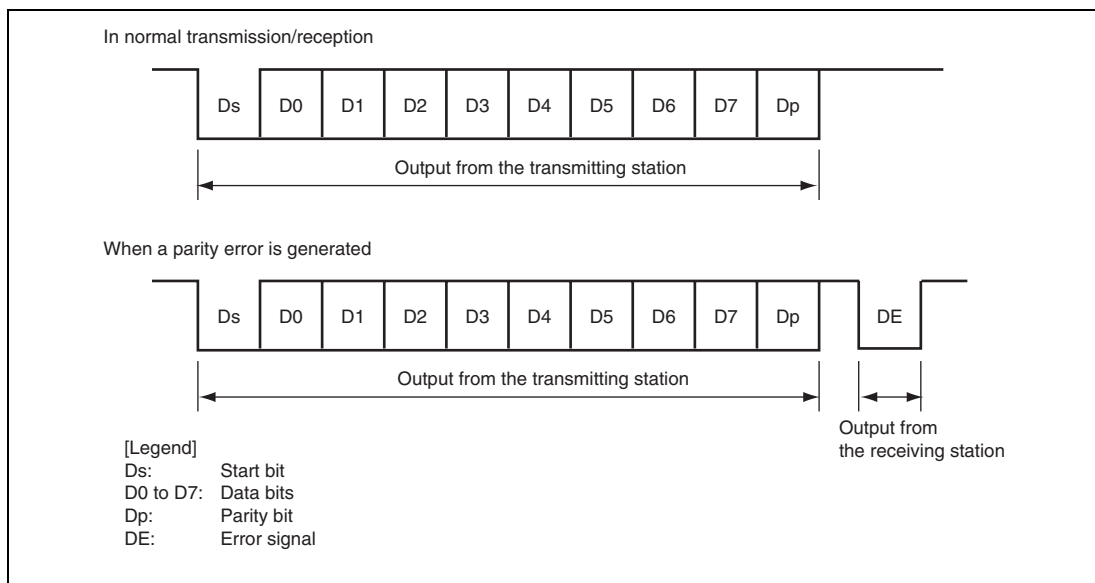 In normal transmission/reception
Ds D0 D1 D2 D3 D4 D5 D6 D7 Dp
Output from the transmitting station
When a parity error is generated
Ds D0 D1 D2 D3 D4 D5 D6 D7 Dp DE
Output from the transmitting station
Output from
the receiving station
[Legend]
Ds: Start bit
D0 to D7: Data bits
Dp: Parity bit
DE: Error signal